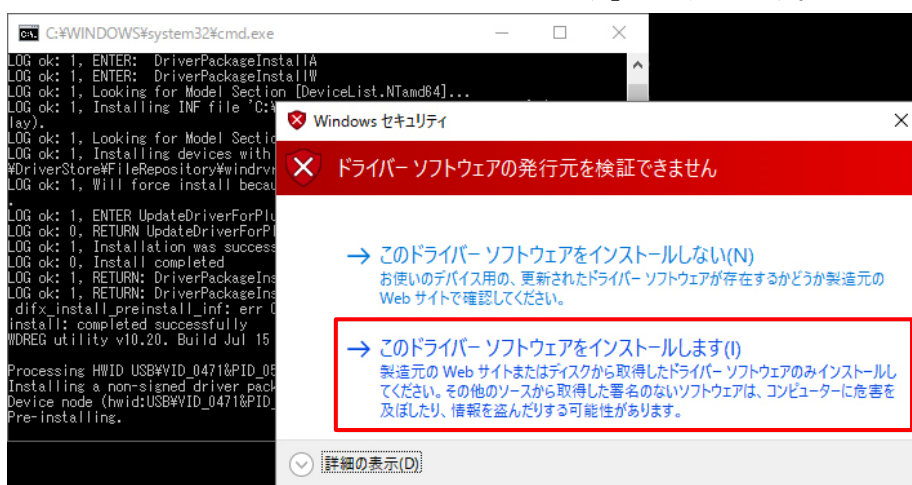 C:¥WINDOWS¥system32¥cmd.exe
LOG ok: 1, ENTER: DriverPackageInstallA
LOG ok: 1, ENTER: DriverPackageInstallW
LOG ok: 1, Looking for Model Section [DeviceList.NTamd64]...
LOG ok: 1, Installing INF file 'C:¥
lay).
LOG ok: 1, Looking for Model Sectio
LOG ok: 1, Installing devices with
¥DriverStore¥FileRepository¥windrvr
LOG ok: 1, Will force install becau
.
LOG ok: 1, ENTER UpdateDriverForPlu
LOG ok: 0, RETURN UpdateDriverForPl
LOG ok: 1, Installation was success
LOG ok: 0, Install completed
LOG ok: 1, RETURN: DriverPackageIns
LOG ok: 1, RETURN: DriverPackageIns
difx_install_preinstall_inf: err 0
install: completed successfully
WDREG utility v10.20. Build Jul 15
Processing HWID USB¥VID_0471&PID_05
Installing a non-signed driver pack
Device node (hwid:USB¥VID_0471&PID_
Pre-installing.
Windows セキュリティ
ドライバー ソフトウェアの発行元を検証できません
→ このドライバー ソフトウェアをインストールしない(N)
お使いのデバイス用の、更新されたドライバー ソフトウェアが存在するかどうか製造元の
Web サイトで確認してください。
→ このドライバー ソフトウェアをインストールします(I)
製造元の Web サイトまたはディスクから取得したドライバー ソフトウェアのみインストールし
てください。その他のソースから取得した署名のないソフトウェアは、コンピューターに危害を
及ぼしたり、情報を盗んだりする可能性があります。
詳細の表示(D)